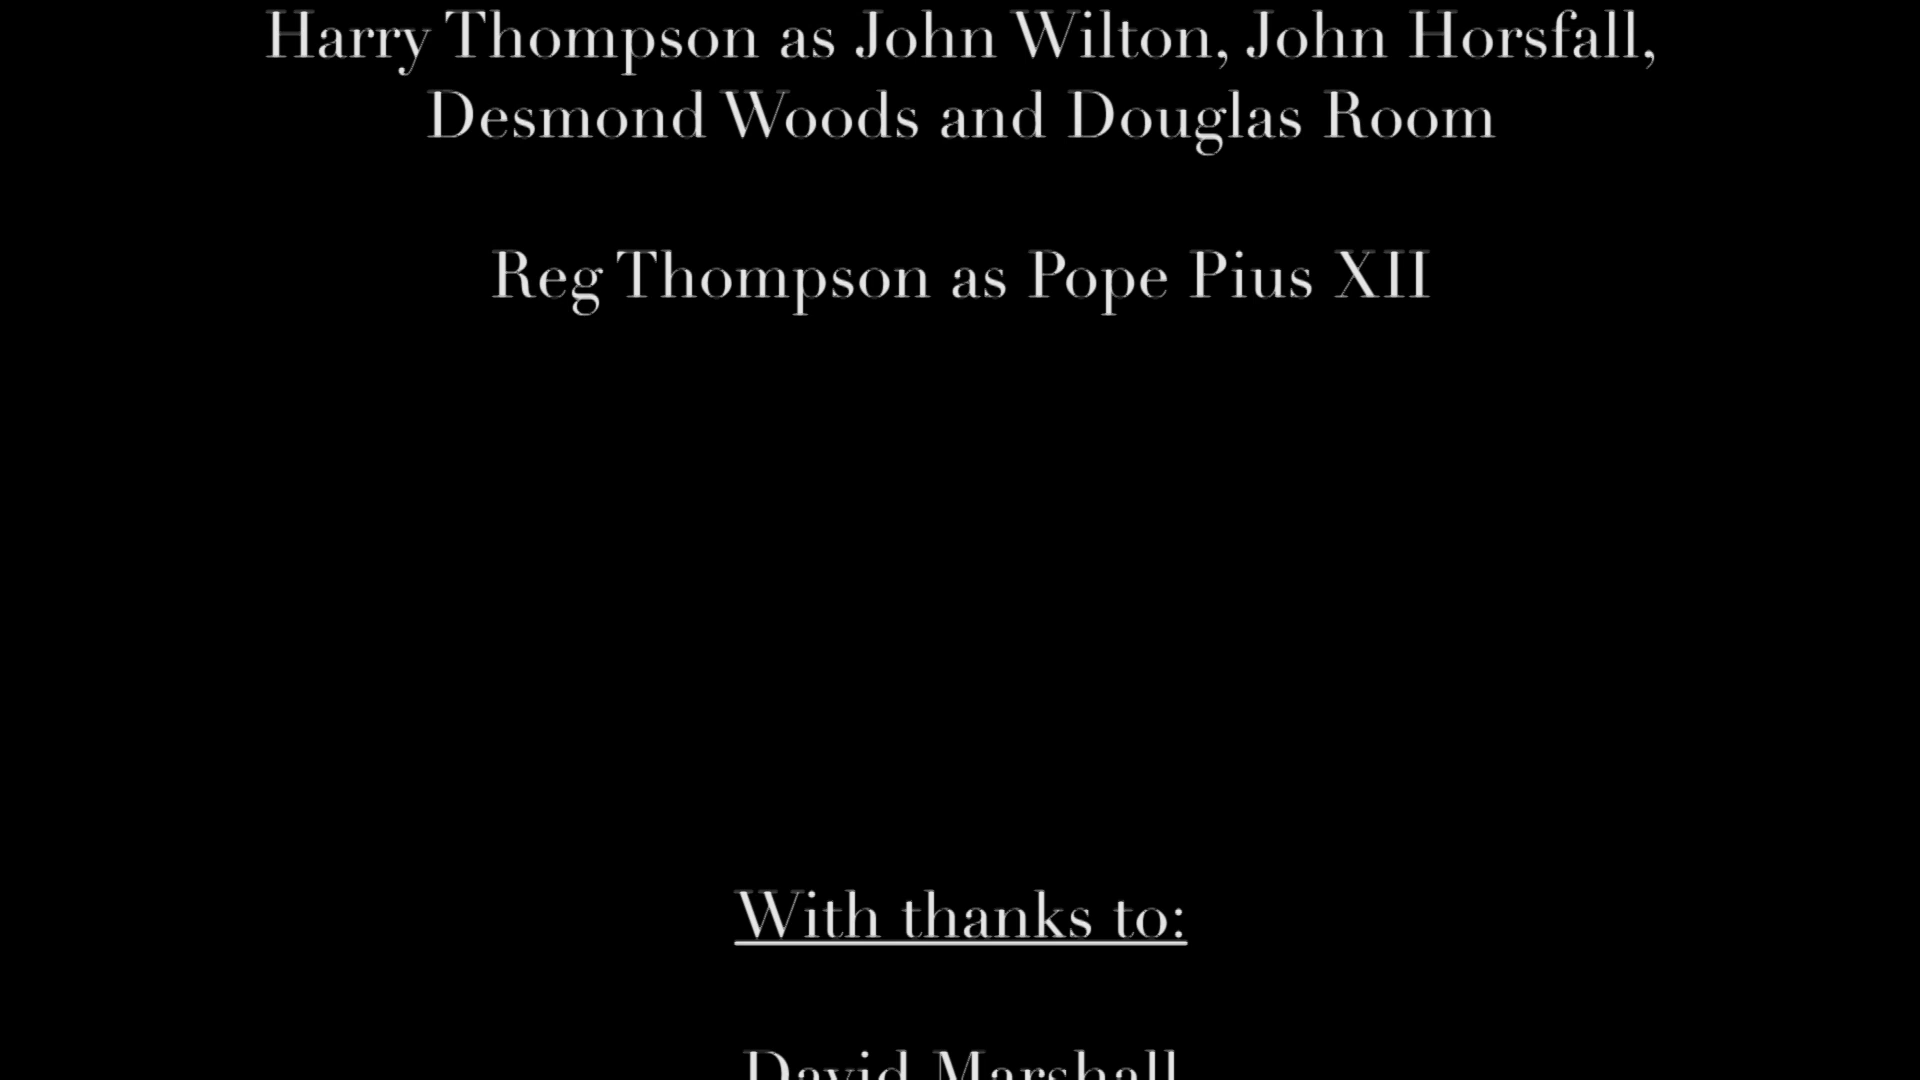 Harry Thompson as John Wilton, John Horsfall,
Desmond Woods and Douglas Room
Reg Thompson as Pope Pius XII
With thanks to:
David Marshall